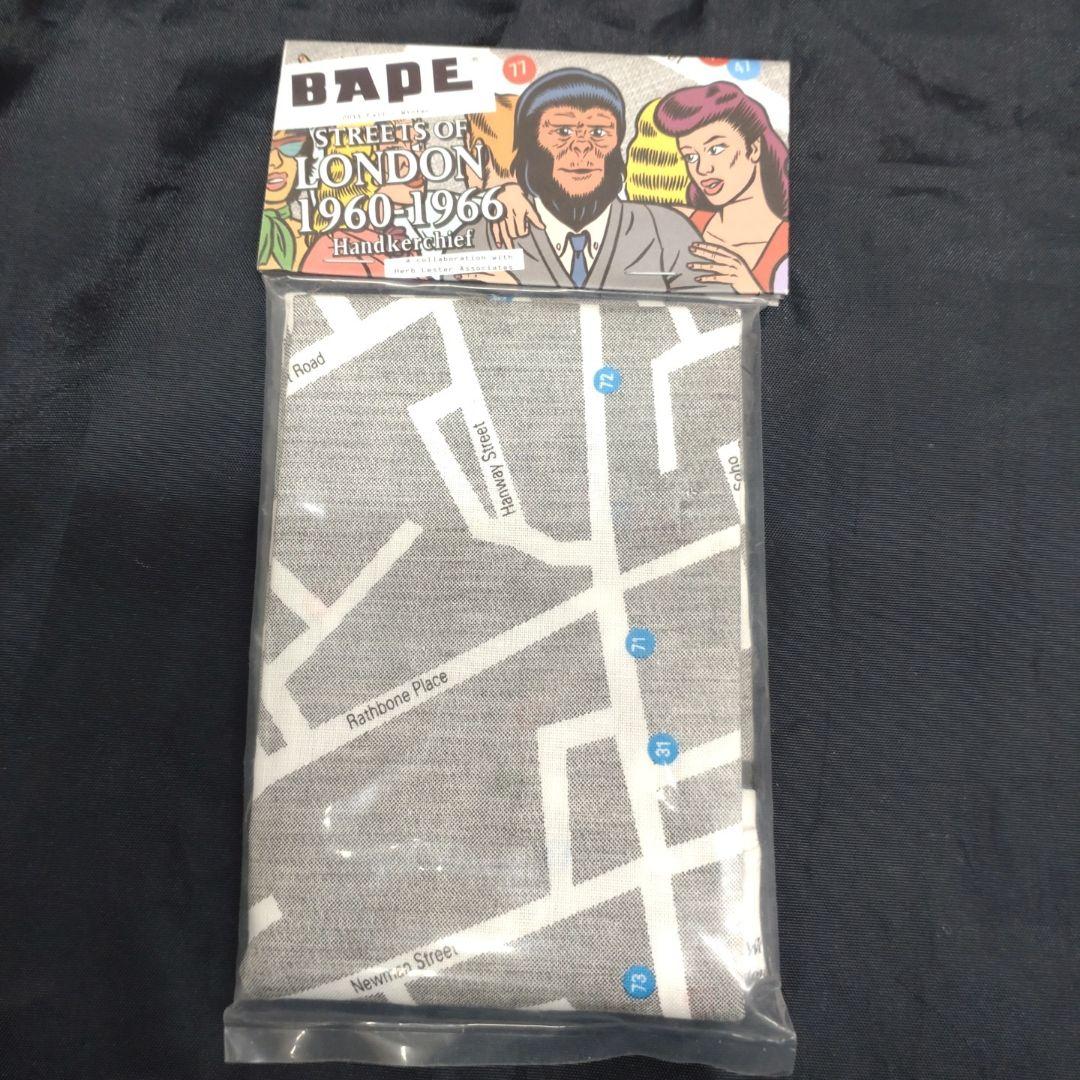 BAPE®
77
41
2014 Fall - Winter
STREETS OF
LONDON
1960-1966
Handkerchief
a collaboration with
Herb Lester Associates
Road
72
Hanway Street
Soho
71
Rathbone Place
31
Newman Street
73